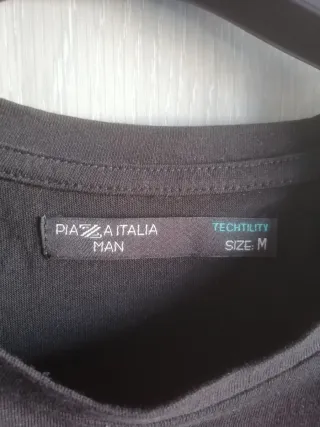 PIAZZA ITALIA
MAN
TECHTILITY
SIZE: M